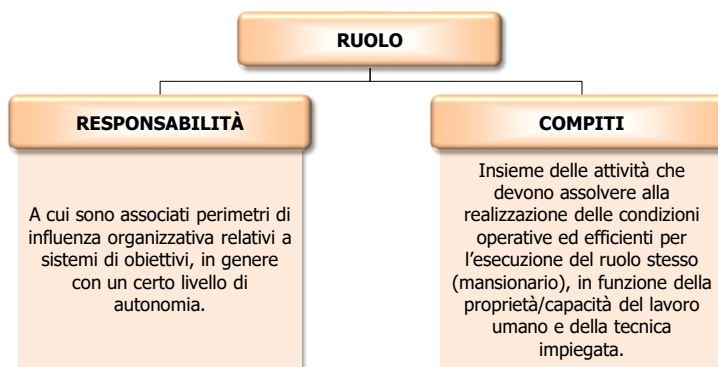 RUOLO
RESPONSABILITÀ
A cui sono associati perimetri di
influenza organizzativa relativi a
sistemi di obiettivi, in genere
con un certo livello di
autonomia.
COMPITI
Insieme delle attività che
devono assolvere alla
realizzazione delle condizioni
operative ed efficienti per
l'esecuzione del ruolo stesso
(mansionario), in funzione della
proprietà/capacità del lavoro
umano e della tecnica
impiegata.